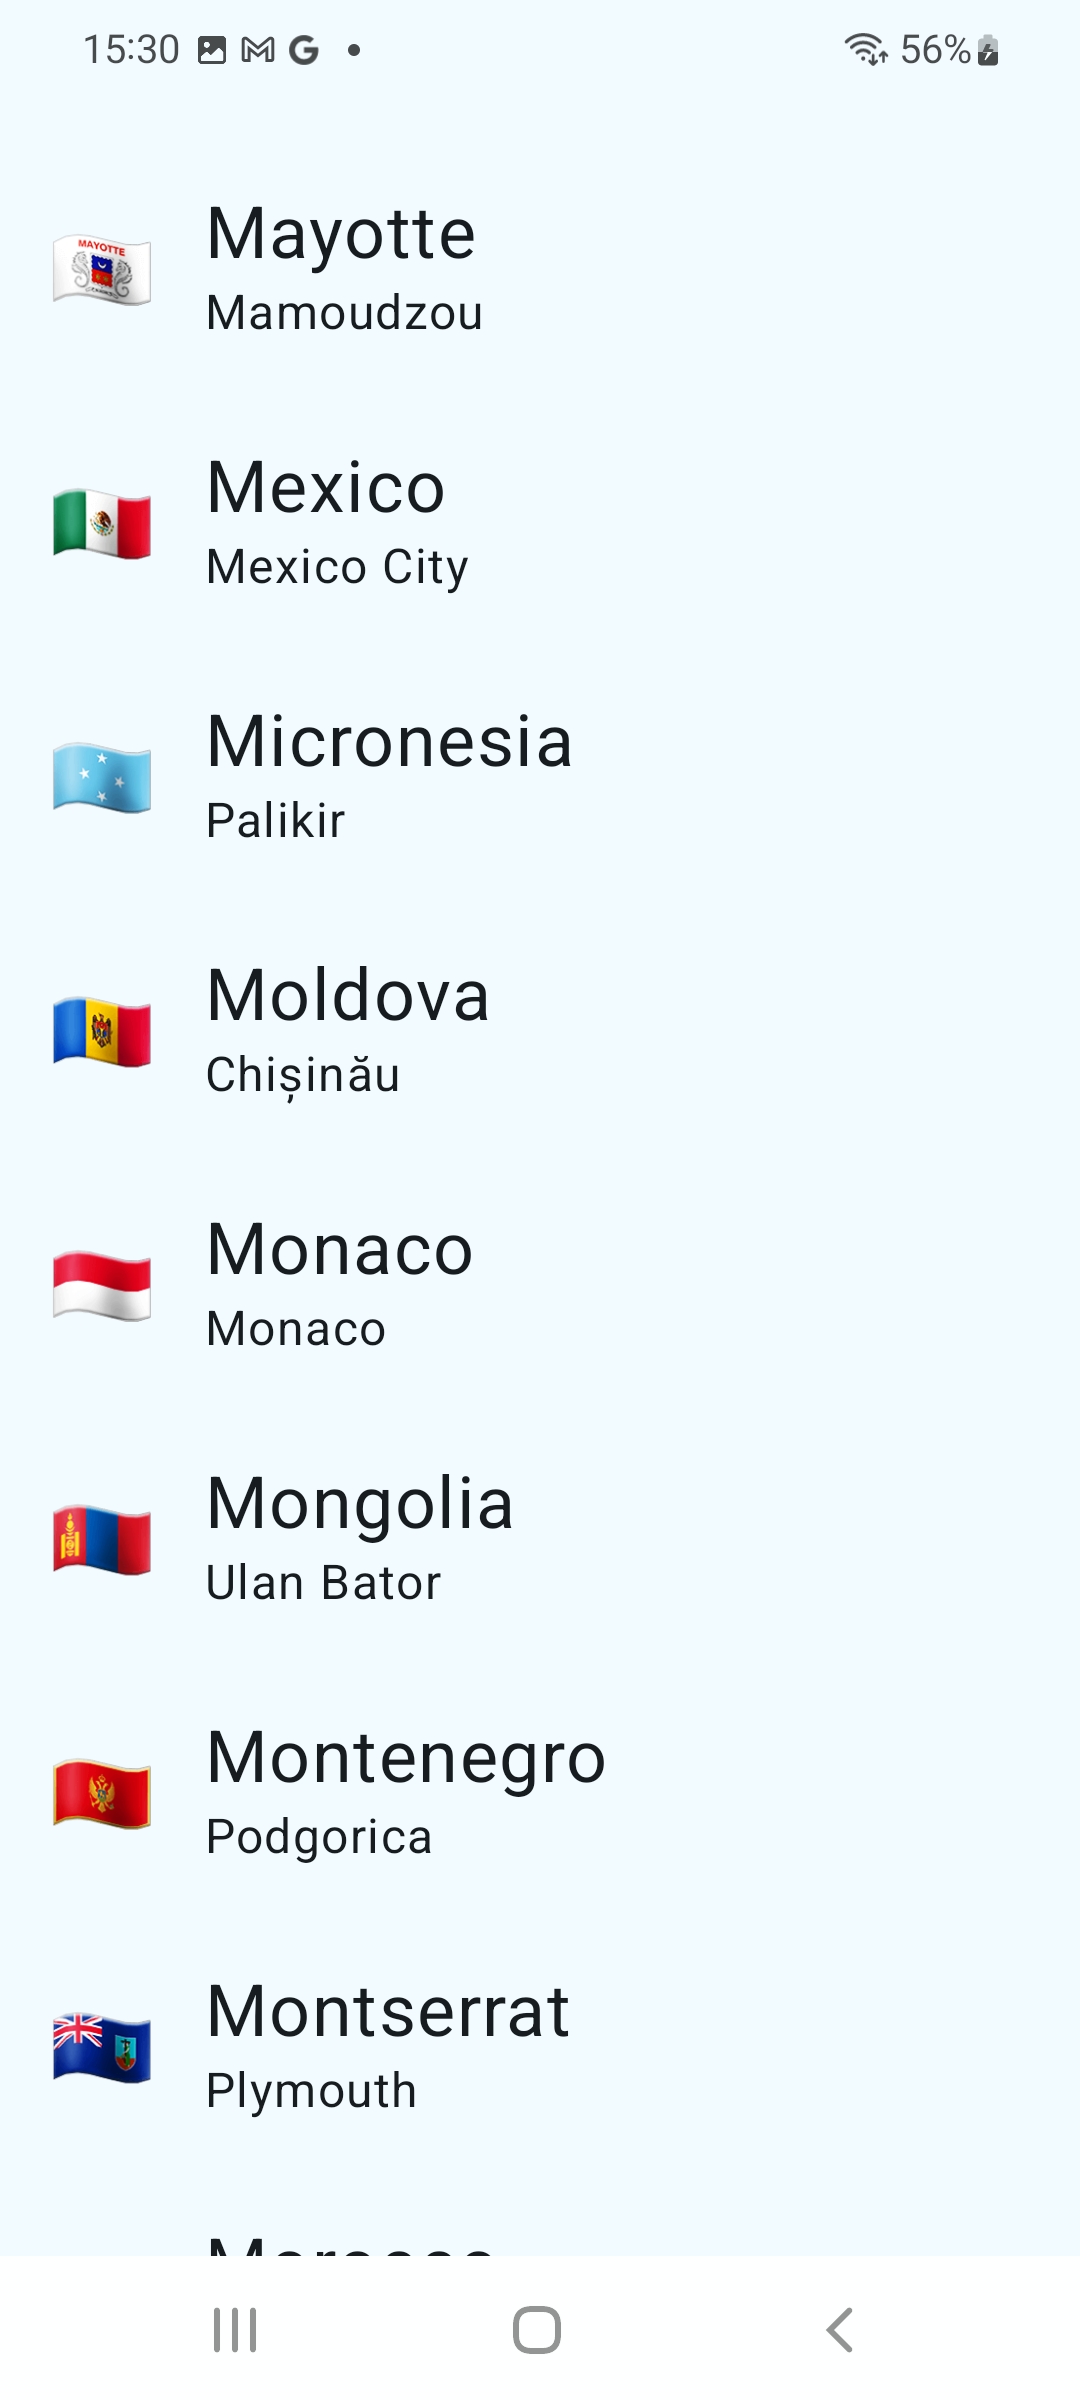 15:30 56%
MAYOTTE
Mayotte
Mamoudzou
Mexico
Mexico City
Micronesia
Palikir
Moldova
Chișinău
Monaco
Monaco
Mongolia
Ulan Bator
Montenegro
Podgorica
Montserrat
Plymouth